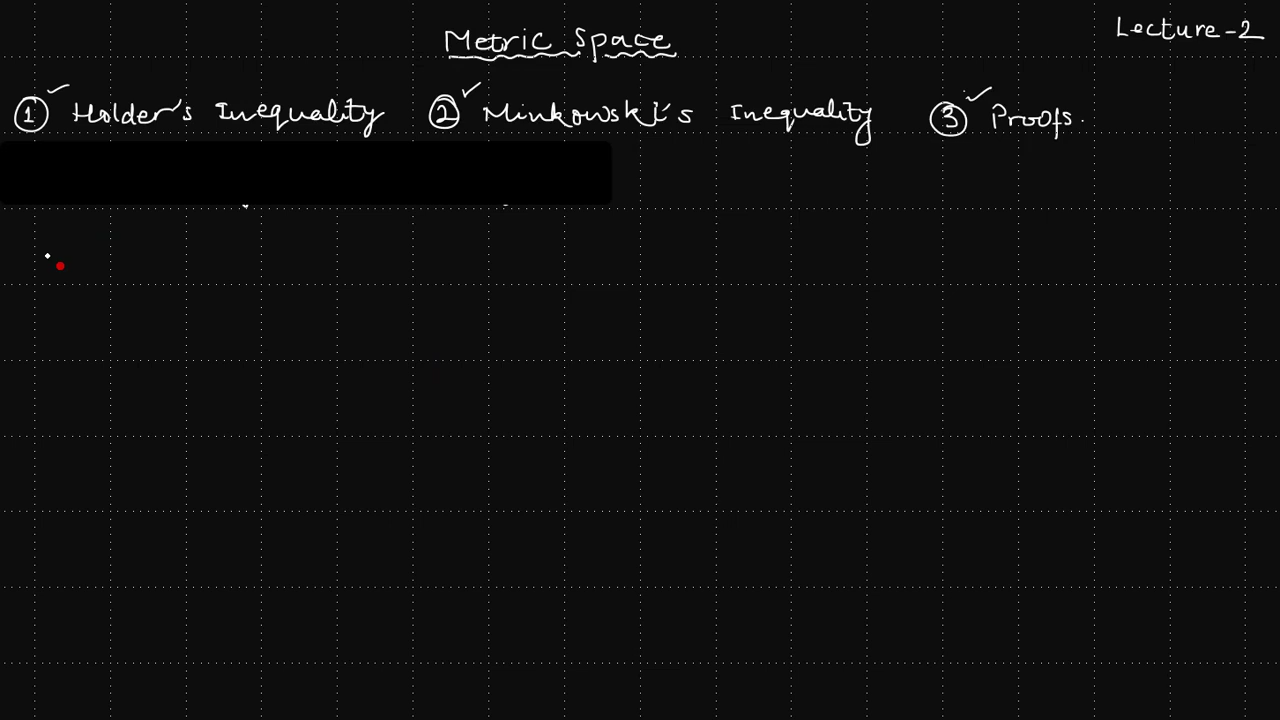 Metric Space
Lecture-2
① Holder's Inequality ② Minkowski's Inequality ③ Proofs.